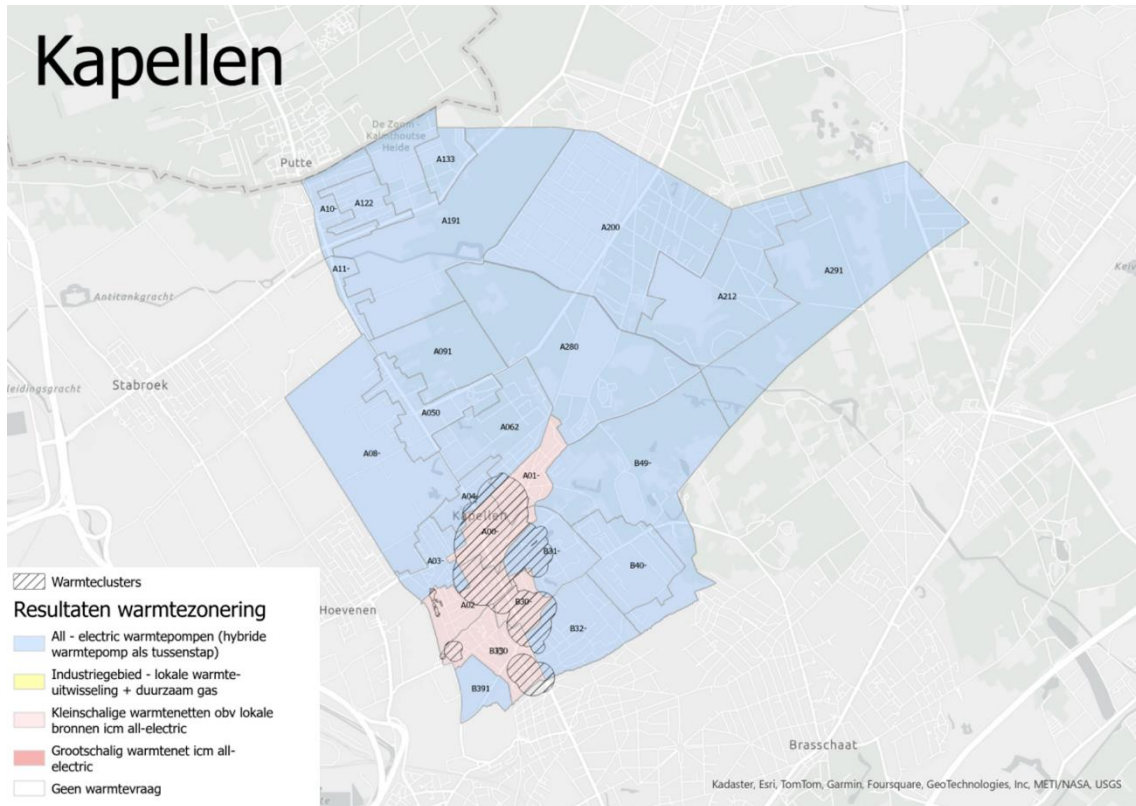 Kapellen
De Zoom -
Kalmthoutse
Heide
Putte
A133
A10-
A122
A191
A200
A11-
A291
A212
Antitankgracht
A091
A280
Stabroek
A050
A062
A08-
B49-
A01-
A04-
Kapellen
A00-
B31-
A03-
B40-
Hoevenen
A02
B30-
B32-
B391
Brasschaat
Warmteclusters
Resultaten warmtezonering
All - electric warmtepompen (hybride
warmtepomp als tussenstap)
Industriegebied - lokale warmte-
uitwisseling + duurzaam gas
Kleinschalige warmtenetten obv lokale
bronnen icm all-electric
Grootschalig warmtenet icm all-
electric
Geen warmtevraag
Kadaster, Esri, TomTom, Garmin, Foursquare, GeoTechnologies, Inc, METI/NASA, USGS